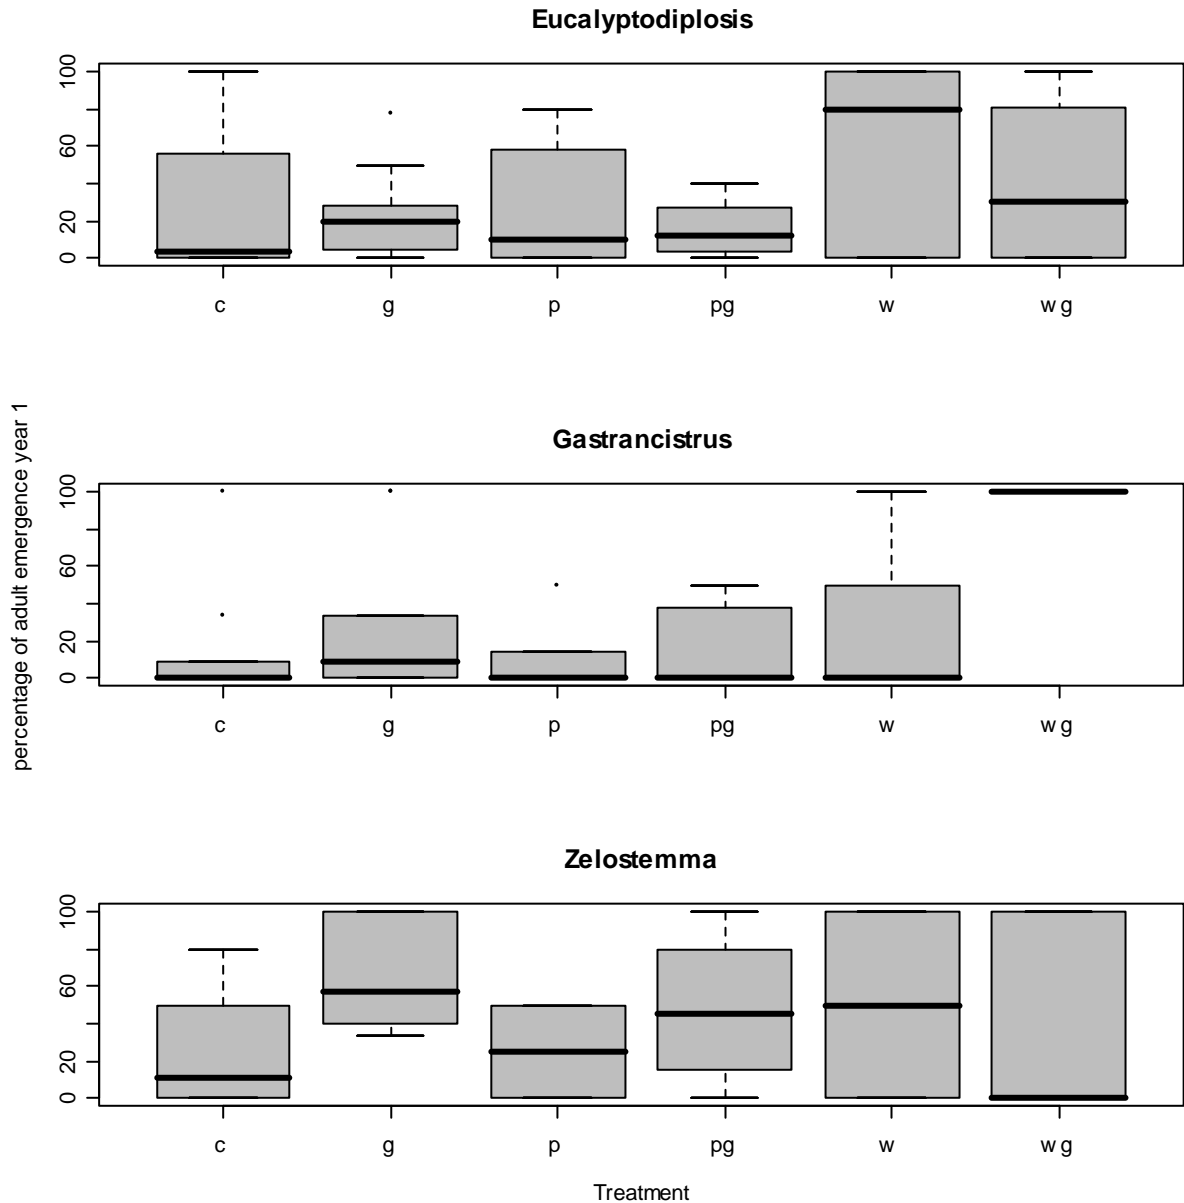 Eucalyptodiplosis
100
60
20
0
c g p pg w wg
Gastrancistrus
percentage of adult emergence year 1
100
60
20
0
c g p pg w wg
Zelostemma
100
60
20
0
c g p pg w wg
Treatment